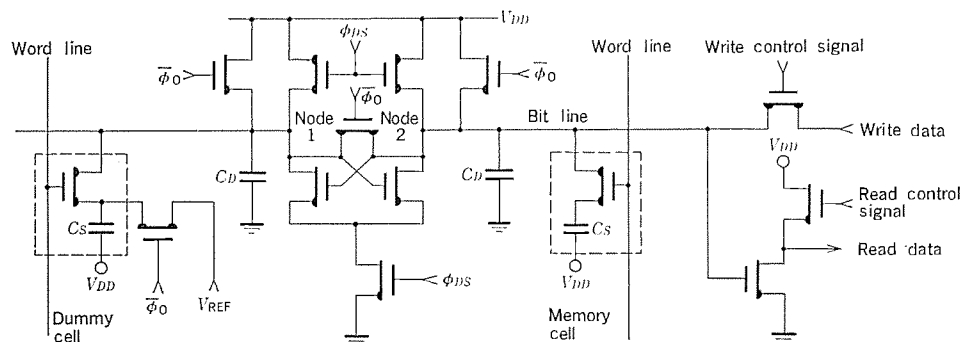 V_DD
Word line
ϕ_DS
Word line
Write control signal
ϕ̅_0
ϕ̅_0
ϕ̅_0
Node 1
Node 2
Bit line
Write data
V_DD
C_D
C_D
Read control signal
C_S
C_S
Read data
V_DD
V_DD
ϕ_DS
ϕ̅_0
V_REF
Dummy cell
Memory cell